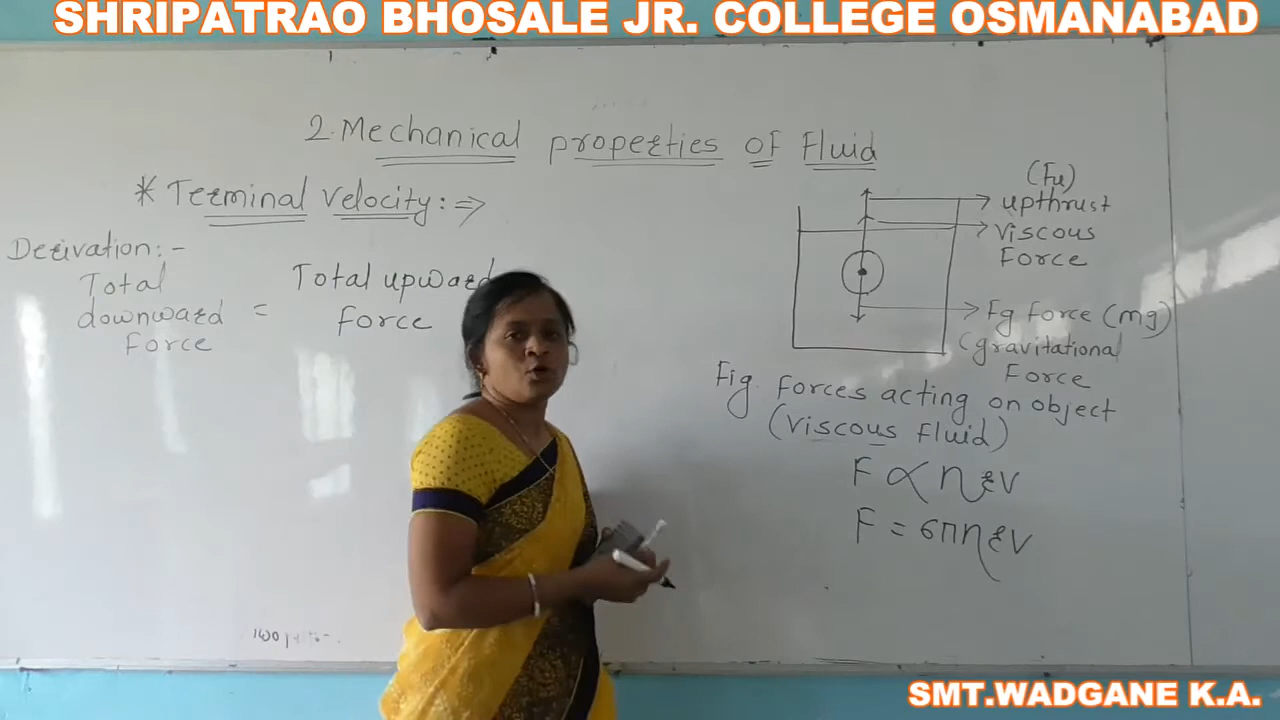 SHRIPATRAO BHOSALE JR. COLLEGE OSMANABAD
2. Mechanical properties of Fluid
* Terminal velocity :⇒
Derivation:-
Total downward Force = Total upward force
(Fu)
upthrust
viscous
Force
Fg force (mg)
(gravitational
Force
Fig. Forces acting on object
(viscous fluid)
F ∝ ηrv
F = 6πηrv
SMT.WADGANE K.A.